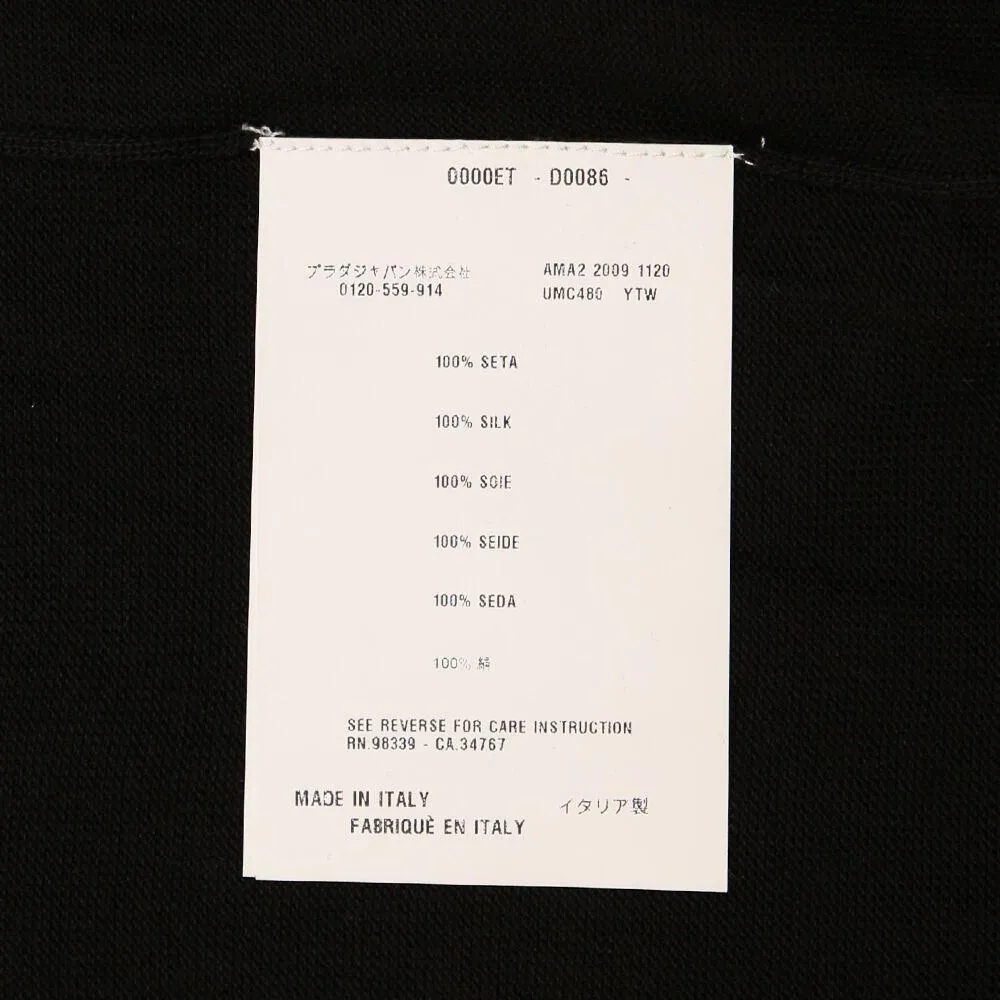 0000ET - D0086 -
プラダジャパン株式会社
0120-559-914
AMA2 2009 1120
UMC480 YTW
100% SETA
100% SILK
100% SOIE
100% SEIDE
100% SEDA
100% 絹
SEE REVERSE FOR CARE INSTRUCTION
RN.98339 - CA.34767
MADE IN ITALY
FABRIQUÈ EN ITALY
イタリア製